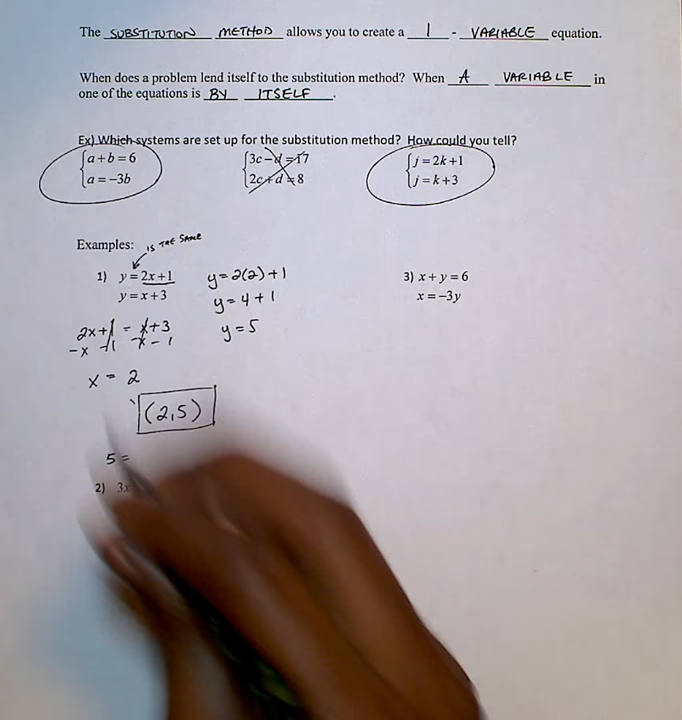 The SUBSTITUTION METHOD allows you to create a 1 - VARIABLE equation.
When does a problem lend itself to the substitution method? When A VARIABLE in
one of the equations is BY ITSELF.
Ex) Which systems are set up for the substitution method? How could you tell?
{a + b = 6
{a = −3b
{3c − d = 17
{2c + d = 8
{j = 2k + 1
{j = k + 3
Examples:
IS THE SAME
1) y = 2x + 1
y = x + 3
2x + 1 = x + 3
−x −1 −x − 1
x = 2
(2,5)
y = 2(2) + 1
y = 4 + 1
y = 5
3) x + y = 6
x = −3y
5 =
2) 3x